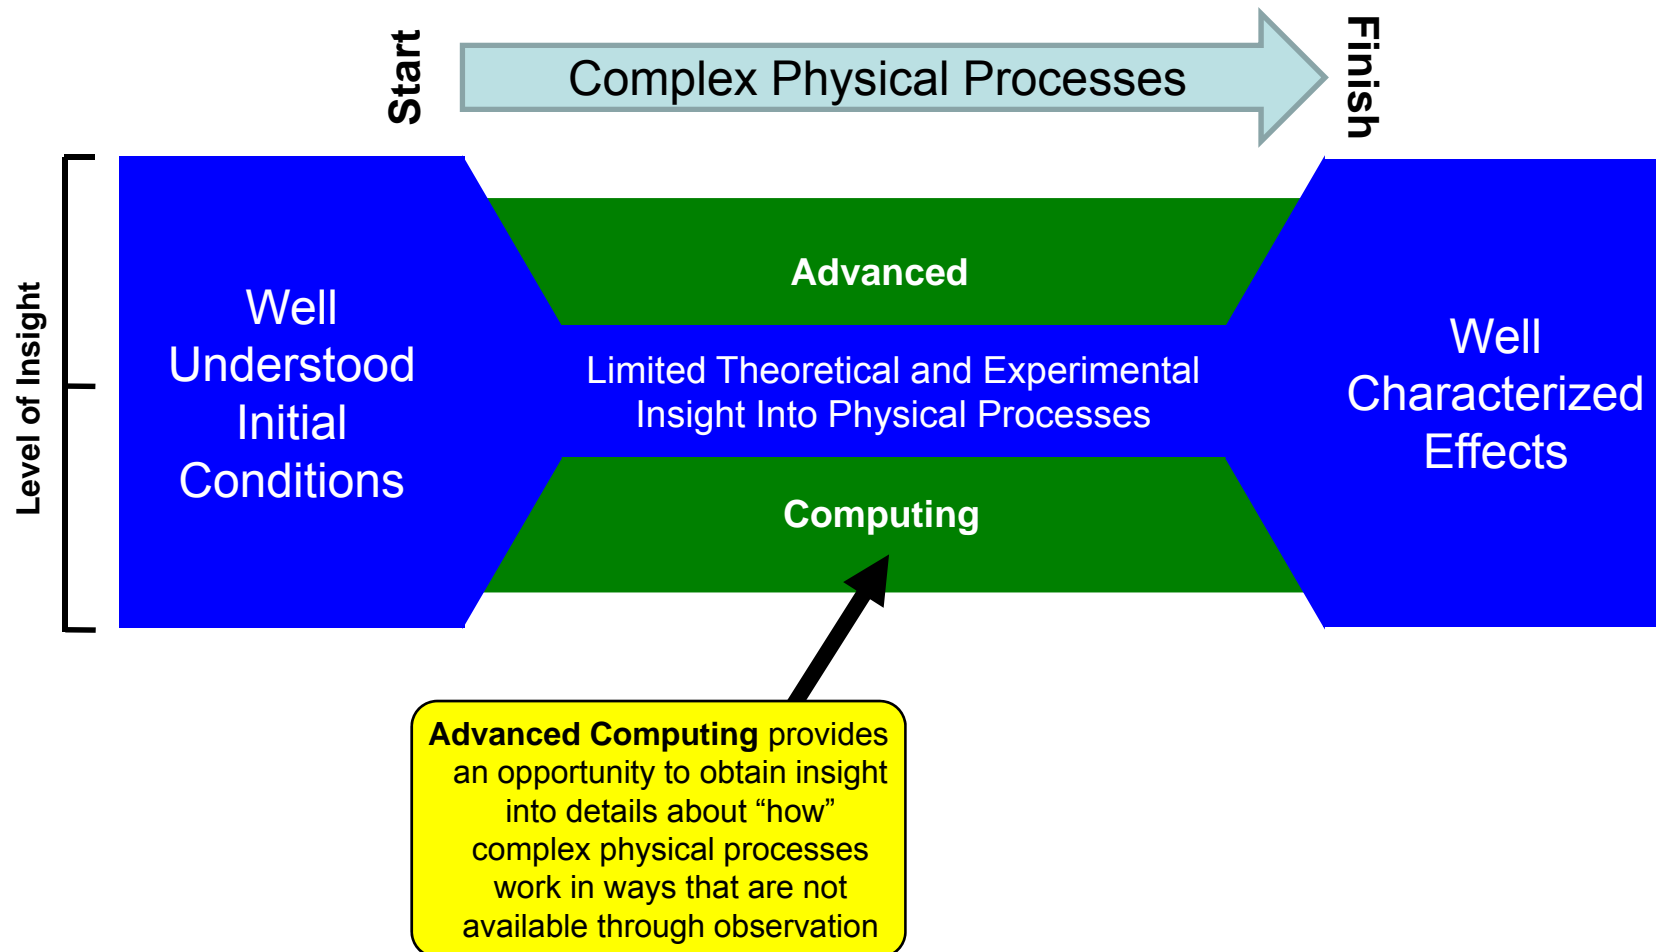 Start
Complex Physical Processes
Finish
Level of Insight
Well
Understood
Initial
Conditions
Advanced
Limited Theoretical and Experimental
Insight Into Physical Processes
Computing
Well
Characterized
Effects
Advanced Computing provides
an opportunity to obtain insight
into details about “how”
complex physical processes
work in ways that are not
available through observation